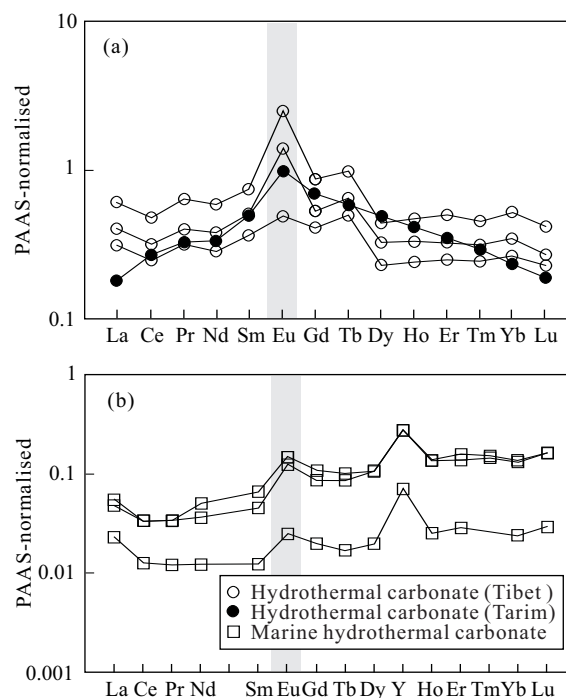 10
(a)
1
PAAS-normalised
0.1
La Ce Pr Nd Sm Eu Gd Tb Dy Ho Er Tm Yb Lu
1
(b)
0.1
PAAS-normalised
0.01
Hydrothermal carbonate (Tibet )
Hydrothermal carbonate (Tarim)
Marine hydrothermal carbonate
0.001
La Ce Pr Nd Sm Eu Gd Tb Dy Y Ho Er Tm Yb Lu